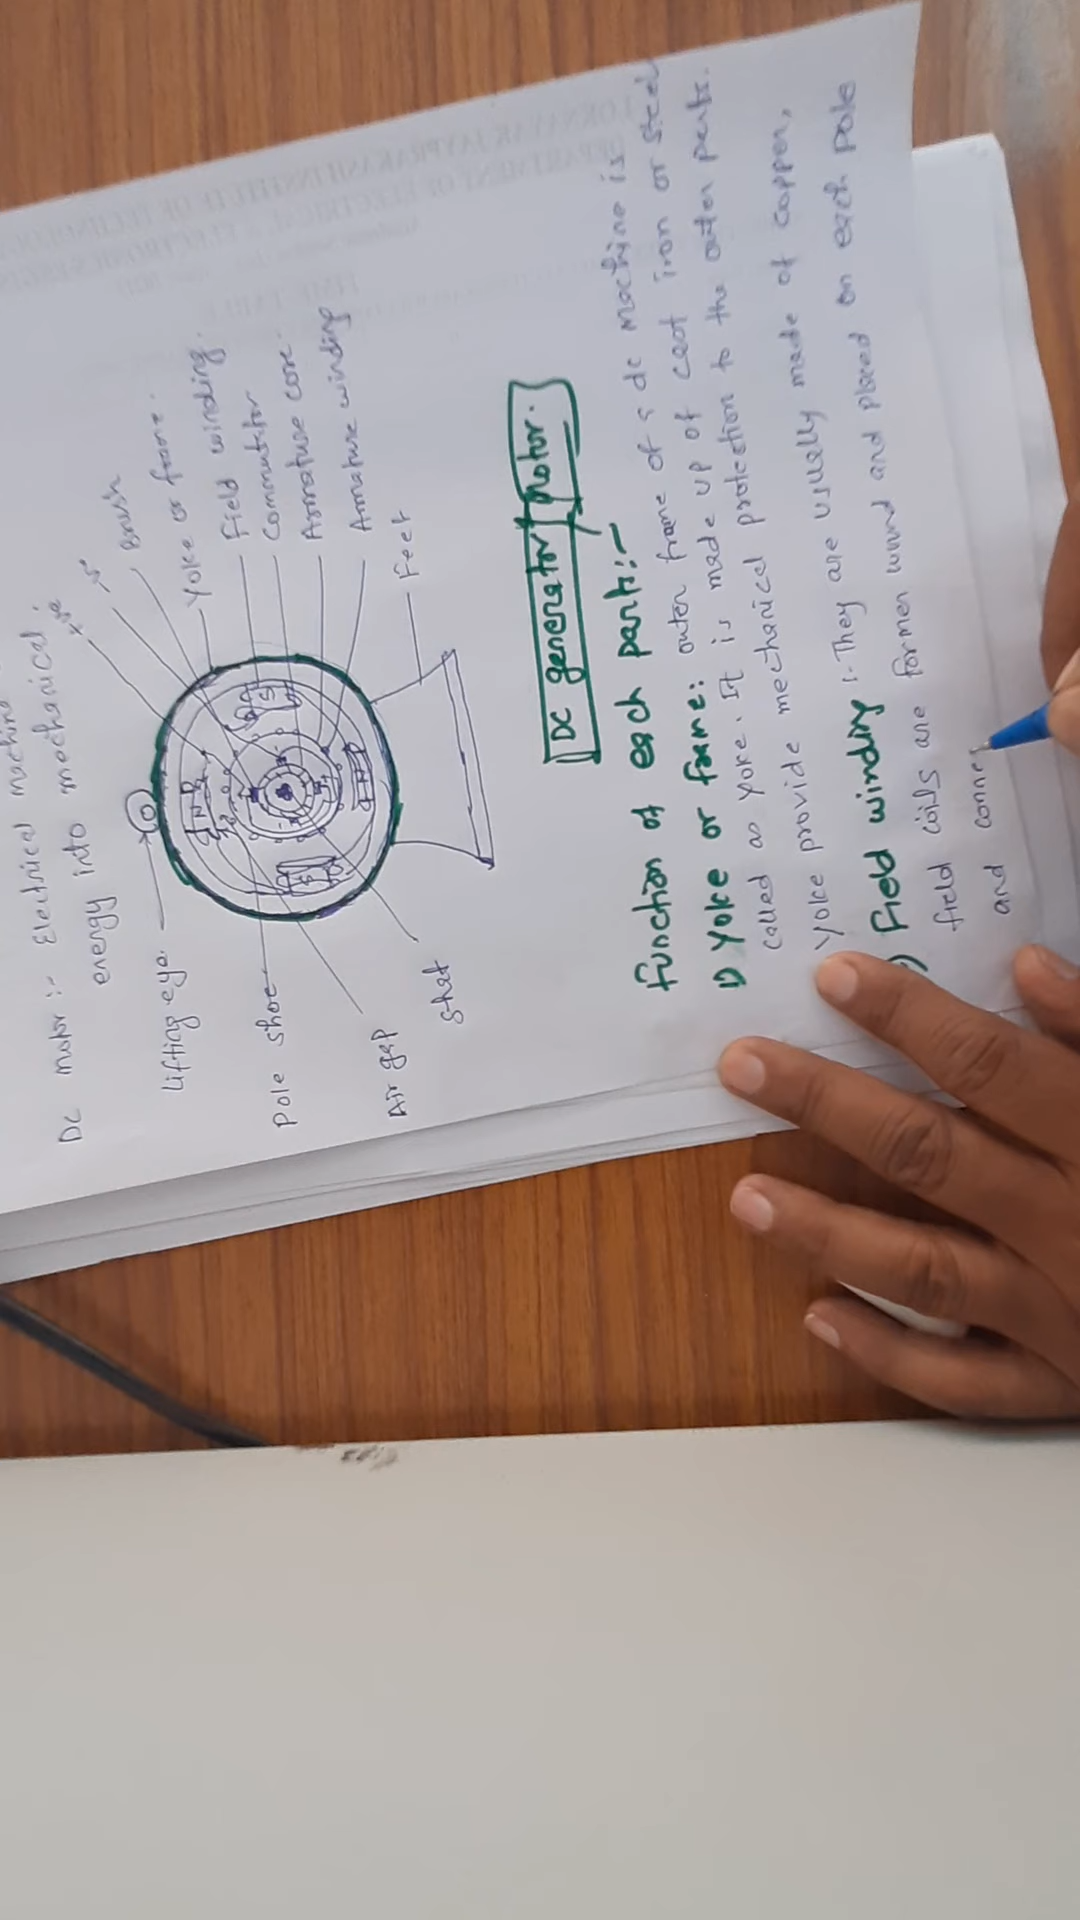 DC motor :- Electrical machine
energy into mechanical
+ve
-ve
Brush
Yoke or frame.
Field winding.
Commutator
Armature core.
Armature winding
Feet
Lifting eye
Pole shoe
Air gap
Shaft
DC generator / motor.
Function of each parts:-
1) Yoke or frame: outer frame of a dc machine is
called as yoke. It is made up of cast iron or steel
Yoke provide mechanical protection to the outer parts.
Field winding :- They are usually made of copper,
field coils are former wound and placed on each pole
and conne